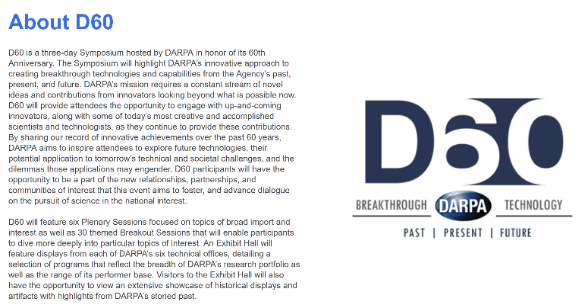 About D60
D60 is a three-day Symposium hosted by DARPA in honor of its 60th
Anniversary. The Symposium will highlight DARPA's innovative approach to
creating breakthrough technologies and capabilities from the Agency's past,
present, and future. DARPA's mission requires a constant stream of novel
ideas and contributions from innovators looking beyond what is possible now.
D60 will provide attendees the opportunity to engage with up-and-coming
innovators, along with some of today's most creative and accomplished
scientists and technologists, as they continue to provide these contributions.
By sharing our record of innovative achievements over the past 60 years,
DARPA aims to inspire attendees to explore future technologies, their
potential application to tomorrow's technical and societal challenges, and the
dilemmas those applications may engender. D60 participants will have the
opportunity to be a part of the new relationships, partnerships, and
communities of interest that this event aims to foster, and advance dialogue
on the pursuit of science in the national interest.
D60 will feature six Plenary Sessions focused on topics of broad import and
interest as well as 30 themed Breakout Sessions that will enable participants
to dive more deeply into particular topics of interest. An Exhibit Hall will
feature displays from each of DARPA's six technical offices, detailing a
selection of programs that reflect the breadth of DARPA's research portfolio as
well as the range of its performer base. Visitors to the Exhibit Hall will also
have the opportunity to view an extensive showcase of historical displays and
artifacts with highlights from DARPA's storied past.
D60
BREAKTHROUGH DARPA TECHNOLOGY
PAST | PRESENT | FUTURE